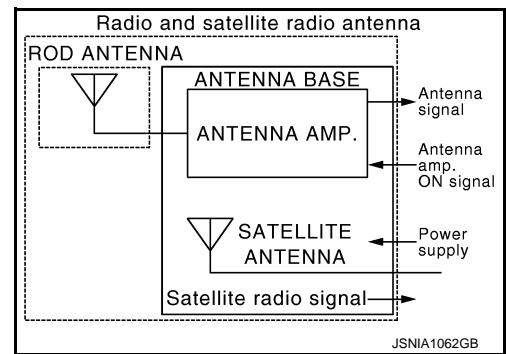 Radio and satellite radio antenna
ROD ANTENNA
ANTENNA BASE
ANTENNA AMP.
Antenna
signal
Antenna
amp.
ON signal
SATELLITE
ANTENNA
Power
supply
Satellite radio signal
JSNIA1062GB